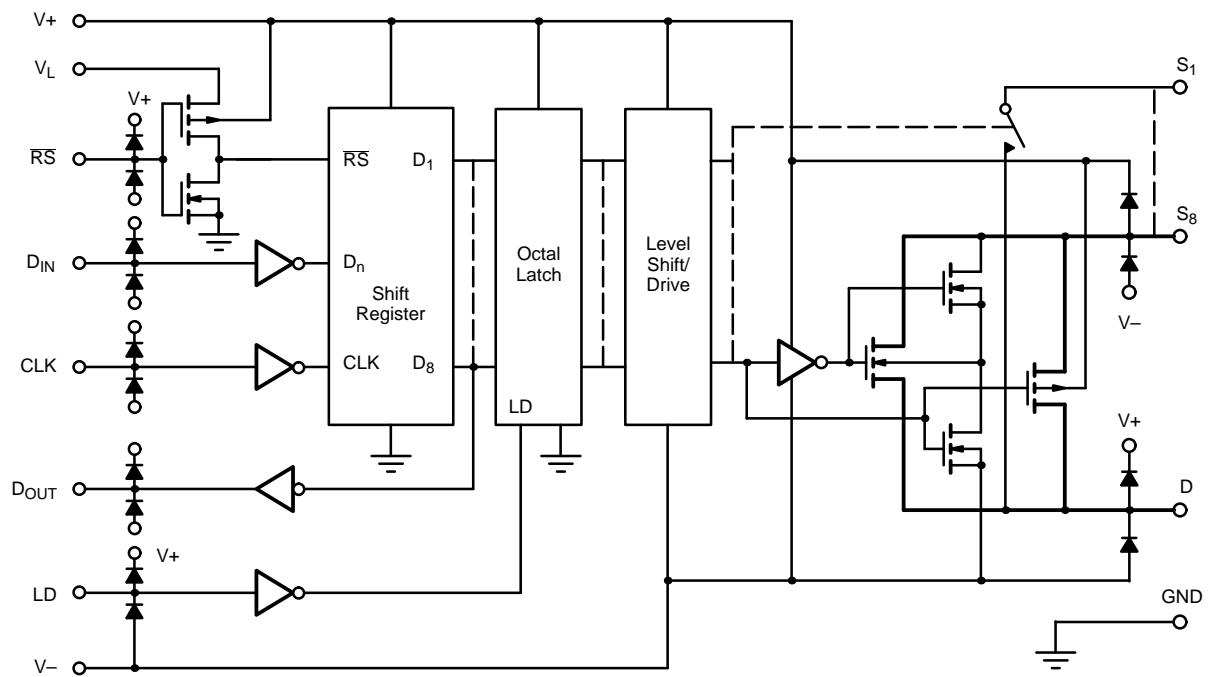 V+
VL
V+
RS
DIN
CLK
DOUT
V+
LD
V–
RS
D1
Dn
Shift
Register
CLK
D8
Octal
Latch
LD
Level
Shift/
Drive
S1
S8
V–
V+
D
GND